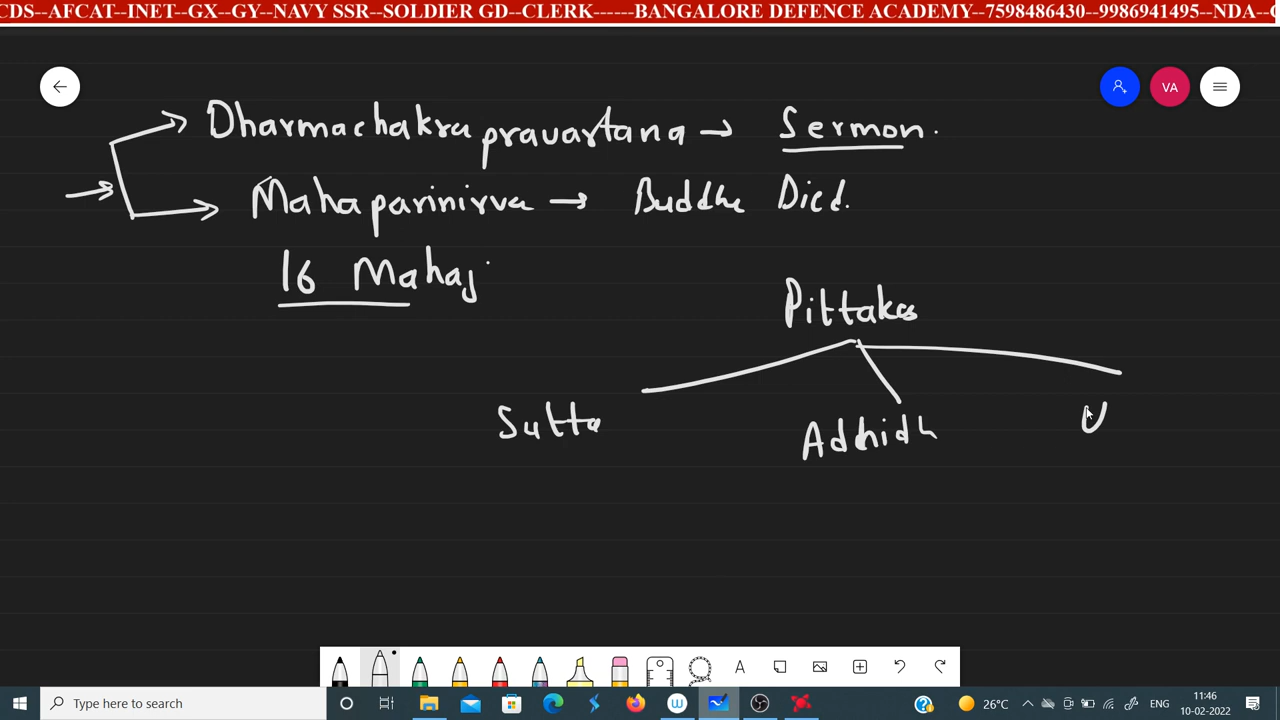 CDS--AFCAT-INET--GX--GY--NAVY SSR--SOLDIER GD--CLERK------BANGALORE DEFENCE ACADEMY--7598486430--9986941495--NDA--C
VA
Dharmachakra pravartana → Sermon.
Mahaparinirva → Buddha Died.
16 Mahaj
Pittakas
Sutta Adhidh U
A
Type here to search
26°C
ENG
11:46
10-02-2022